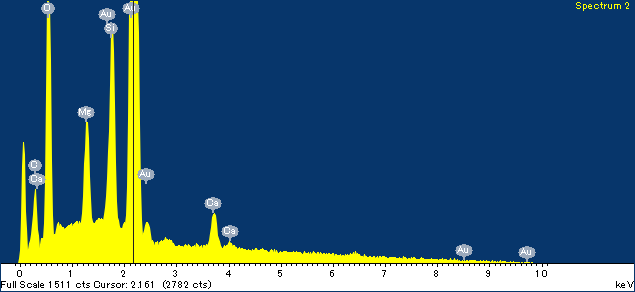 Spectrum 2
O Au Au
Si
Mg
C
Ca Au
Ca
Ca
Au Au
0 1 2 3 4 5 6 7 8 9 10
Full Scale 1511 cts Cursor: 2.161 (2782 cts) keV